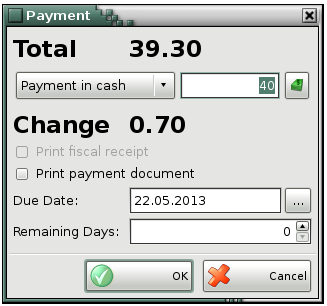 Payment
Total 39.30
Payment in cash 40
Change 0.70
Print fiscal receipt
Print payment document
Due Date: 22.05.2013 ...
Remaining Days: 0
OK Cancel